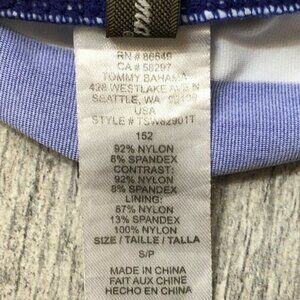 RN # 86549
CA # 58297
TOMMY BAHAMA
428 WESTLAKE AVE N
SEATTLE, WA
USA
STYLE # TSW82901T
152
92% NYLON
8% SPANDEX
CONTRAST:
92% NYLON
8% SPANDEX
LINING:
87% NYLON
13% SPANDEX
100% NYLON
SIZE / TAILLE / TALLA
S/P
MADE IN CHINA
FAIT AUX CHINE
HECHO EN CHINA